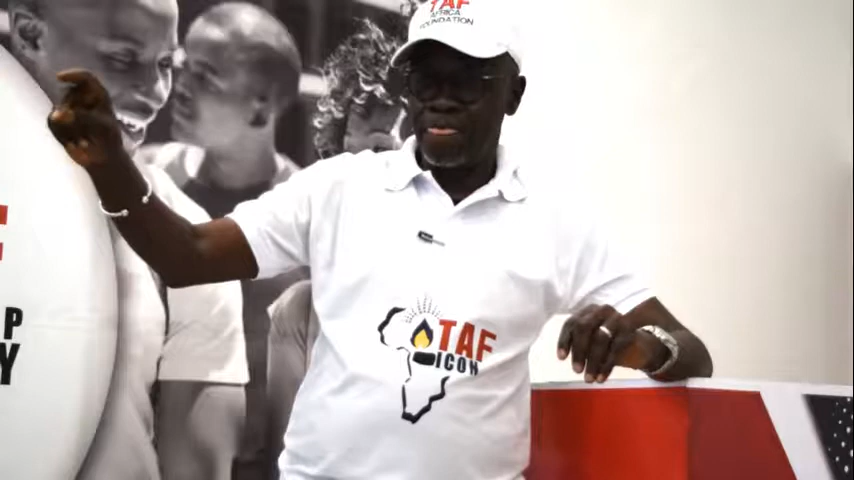 TAF
AFRICA
FOUNDATION
P
Y
TAF
ICON